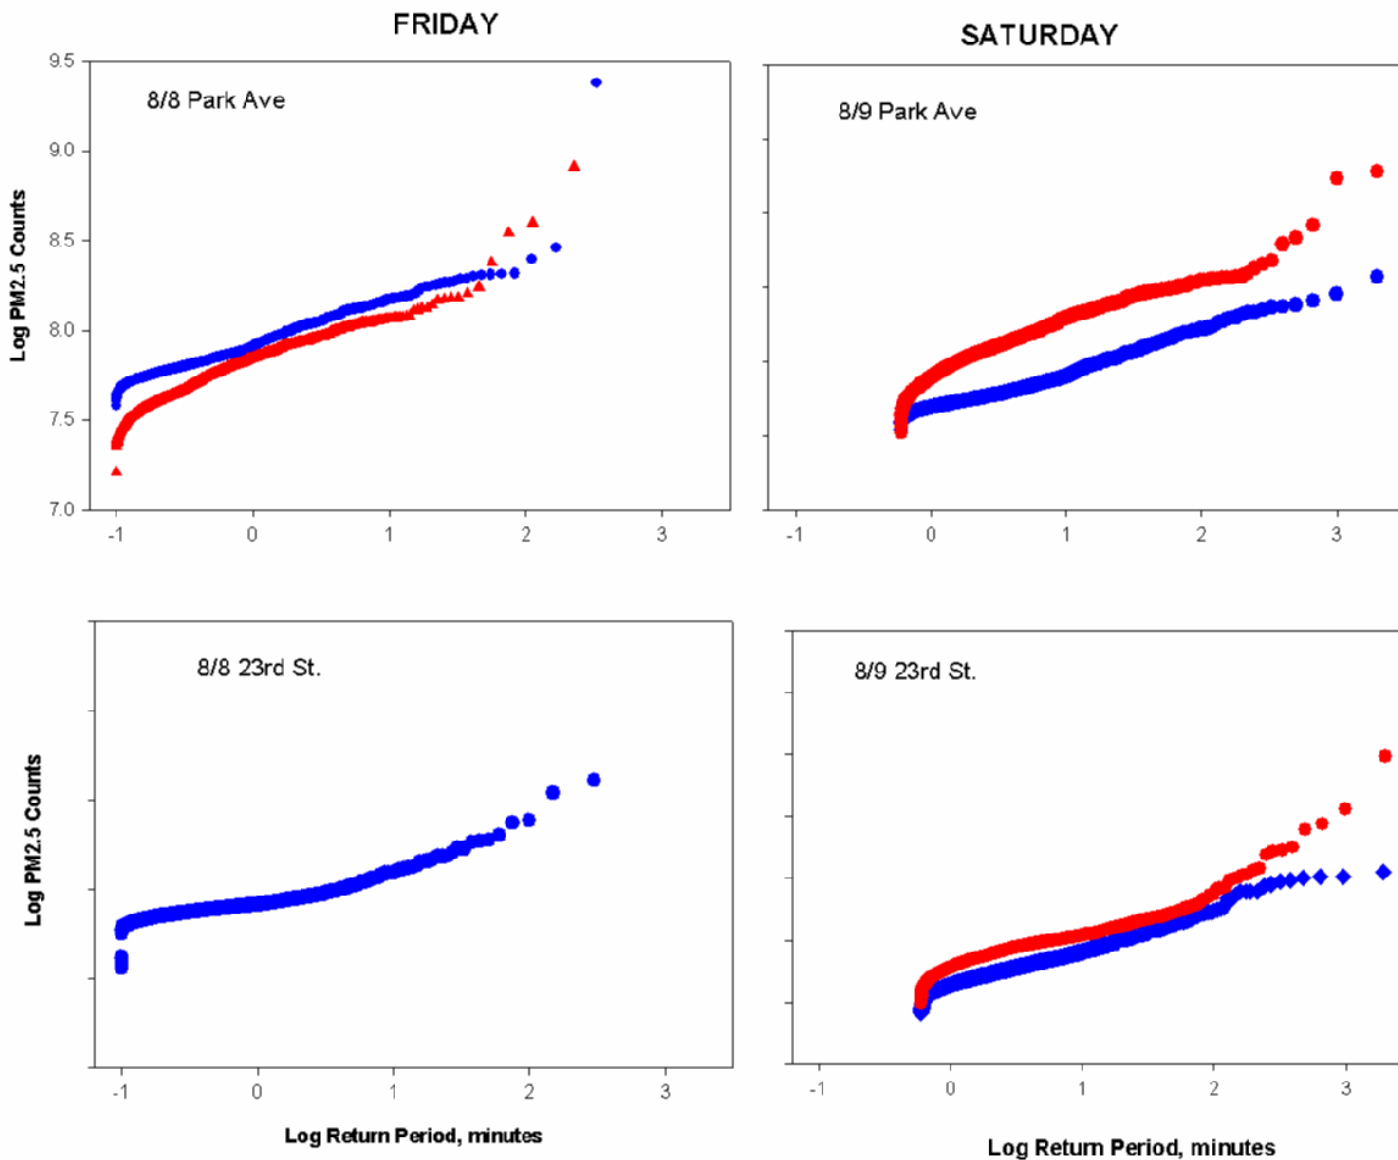 FRIDAY
SATURDAY
9.5
8/8 Park Ave
8/9 Park Ave
9.0
8.5
Log PM2.5 Counts
8.0
7.5
7.0
-1 0 1 2 3
-1 0 1 2 3
8/8 23rd St.
8/9 23rd St.
Log PM2.5 Counts
-1 0 1 2 3
-1 0 1 2 3
Log Return Period, minutes
Log Return Period, minutes